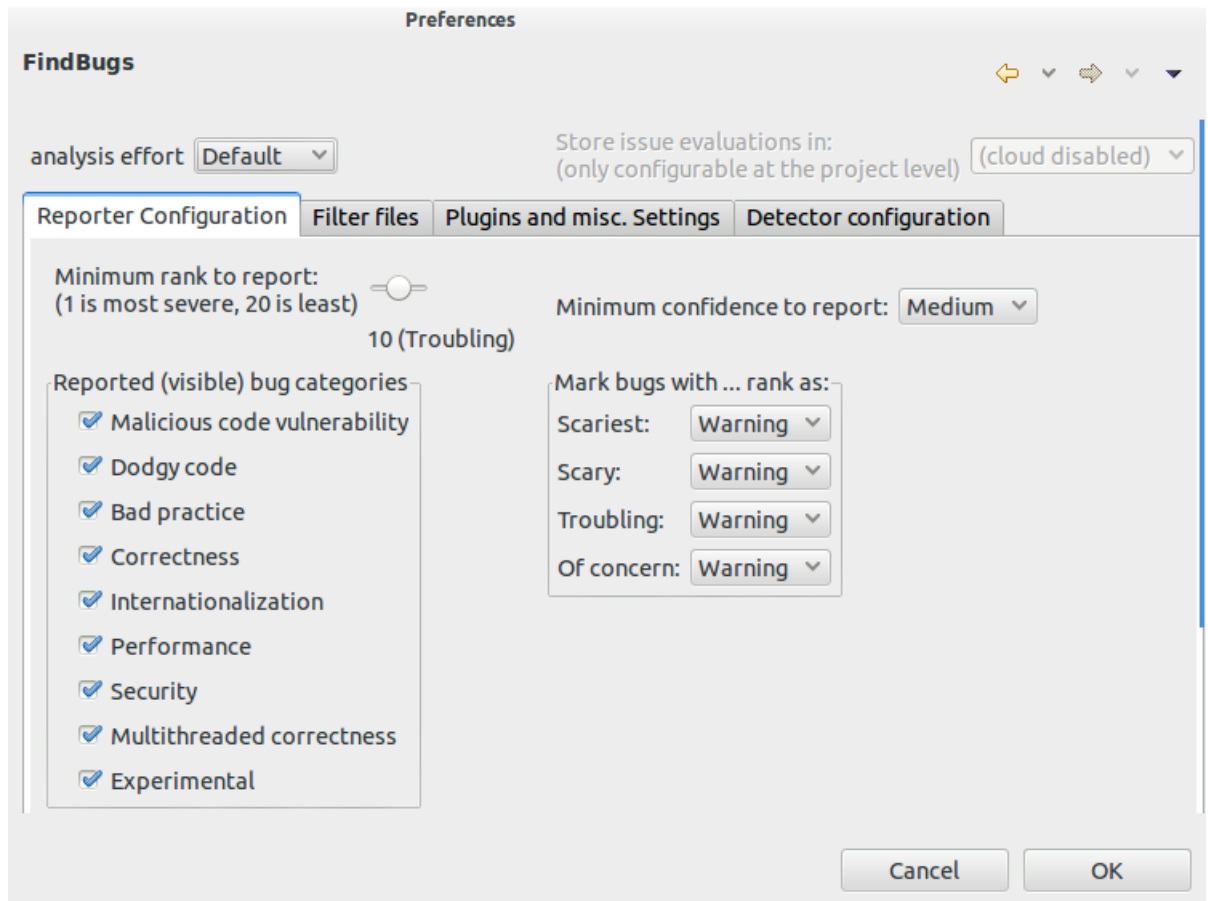 Preferences
FindBugs
analysis effort Default
Store issue evaluations in:
(only configurable at the project level) (cloud disabled)
Reporter Configuration Filter files Plugins and misc. Settings Detector configuration
Minimum rank to report:
(1 is most severe, 20 is least)
10 (Troubling)
Minimum confidence to report: Medium
Reported (visible) bug categories
Malicious code vulnerability
Dodgy code
Bad practice
Correctness
Internationalization
Performance
Security
Multithreaded correctness
Experimental
Mark bugs with ... rank as:
Scariest: Warning
Scary: Warning
Troubling: Warning
Of concern: Warning
Cancel OK